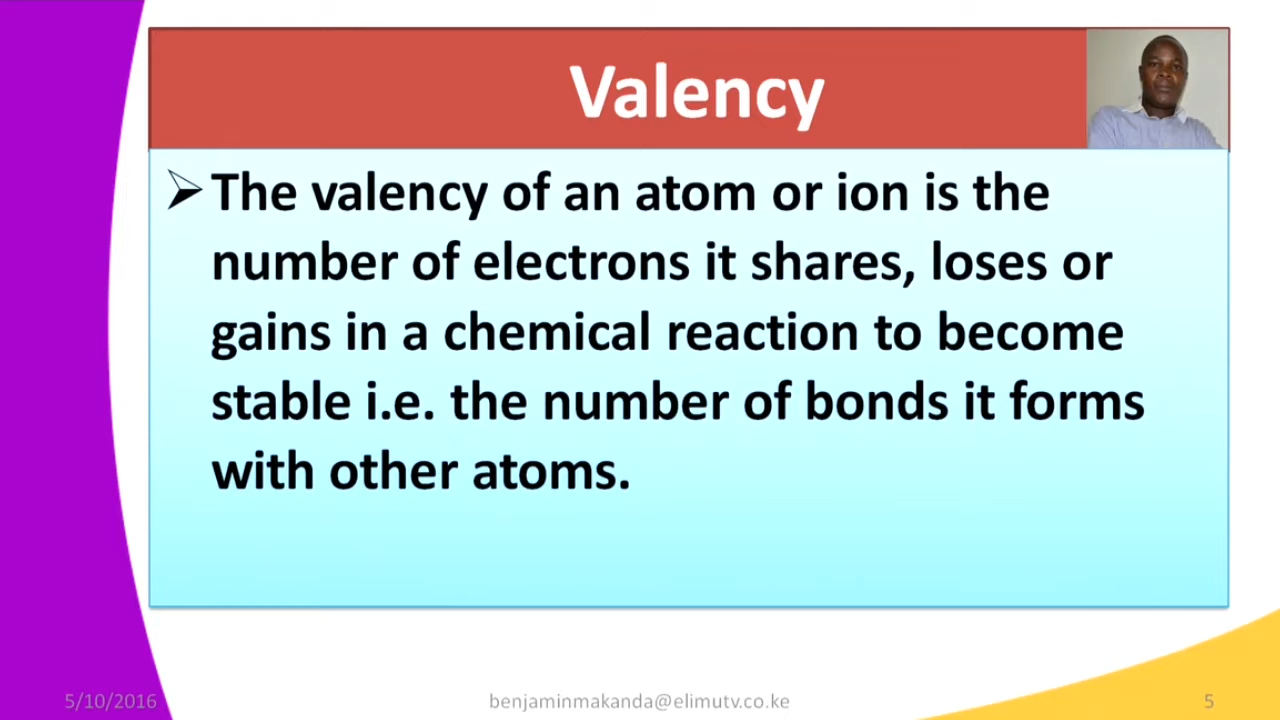 Valency
The valency of an atom or ion is the
number of electrons it shares, loses or
gains in a chemical reaction to become
stable i.e. the number of bonds it forms
with other atoms.
5/10/2016
benjaminmakanda@elimutv.co.ke
5